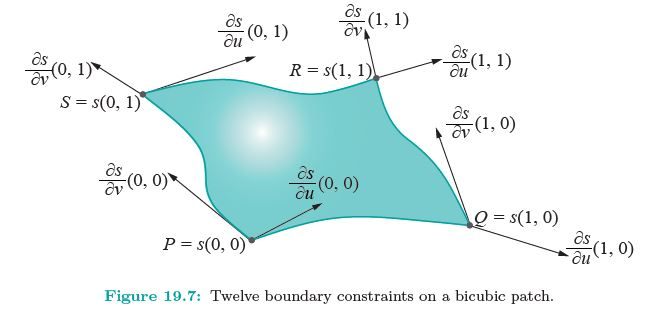 ∂s/∂u (0, 1)
∂s/∂v (1, 1)
∂s/∂v (0, 1)
R = s(1, 1)
∂s/∂u (1, 1)
S = s(0, 1)
∂s/∂v (1, 0)
∂s/∂v (0, 0)
∂s/∂u (0, 0)
Q = s(1, 0)
P = s(0, 0)
∂s/∂u (1, 0)
Figure 19.7: Twelve boundary constraints on a bicubic patch.